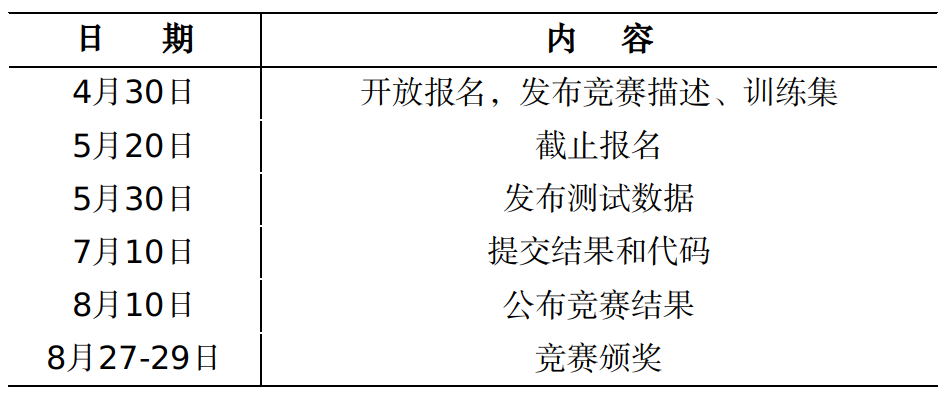 日 期 内 容
4月30日 开放报名，发布竞赛描述、训练集
5月20日 截止报名
5月30日 发布测试数据
7月10日 提交结果和代码
8月10日 公布竞赛结果
8月27-29日 竞赛颁奖